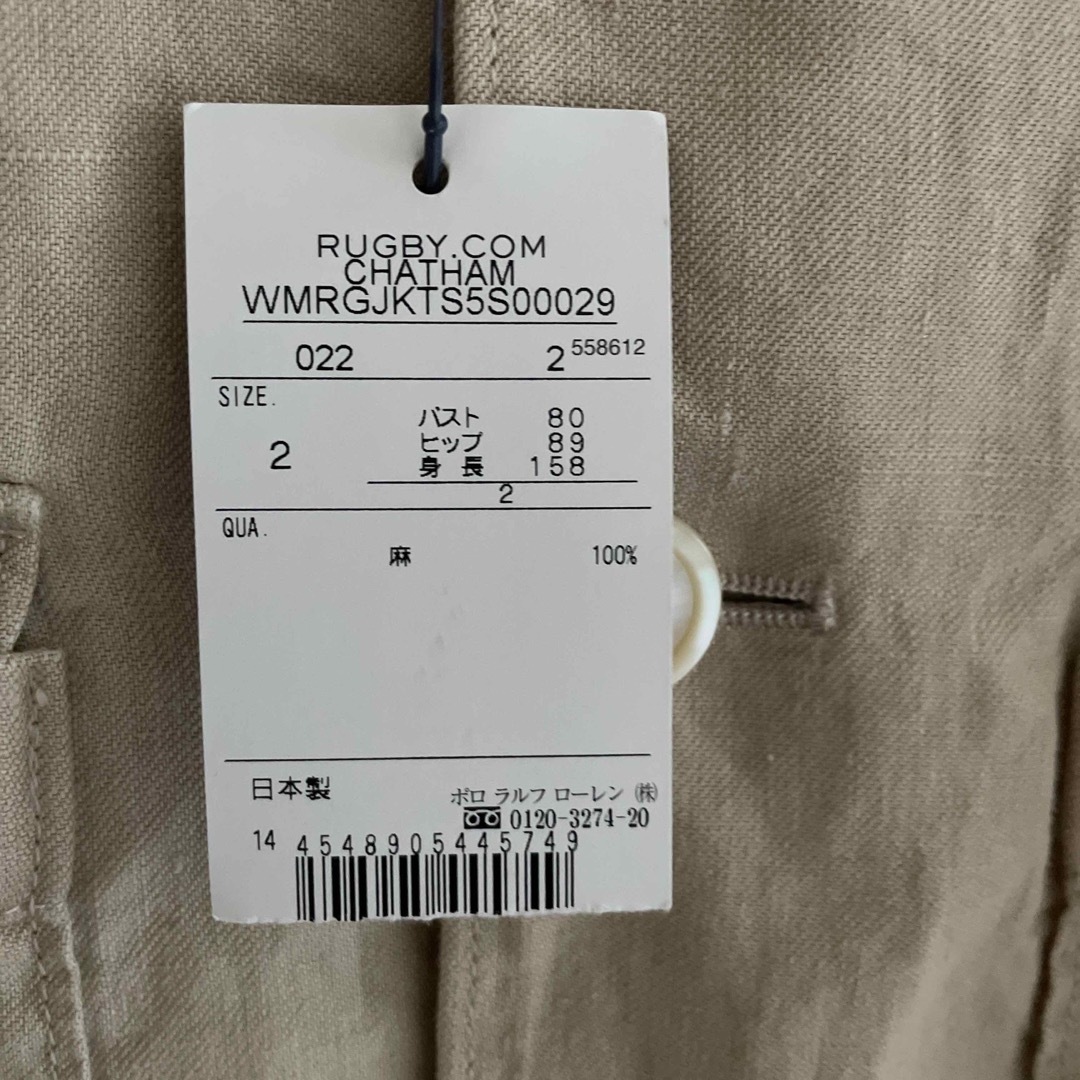 RUGBY.COM
CHATHAM
WMRGJKTS5S00029
022 2 558612
SIZE.
2
バスト 80
ヒップ 89
身長 158
2
QUA.
麻 100%
日本製
ポロ ラルフ ローレン (株)
0120-3274-20
14 4548905445749